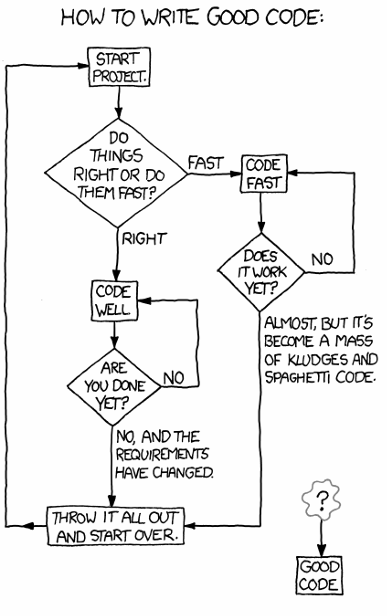 HOW TO WRITE GOOD CODE:
START
PROJECT.
DO
THINGS
RIGHT OR DO
THEM FAST?
FAST
CODE
FAST
RIGHT
DOES
IT WORK
YET?
NO
CODE
WELL
ALMOST, BUT IT'S
BECOME A MASS
OF KLUDGES AND
SPAGHETTI CODE.
ARE
YOU DONE
YET?
NO
NO, AND THE
REQUIREMENTS
HAVE CHANGED.
THROW IT ALL OUT
AND START OVER.
?
GOOD
CODE